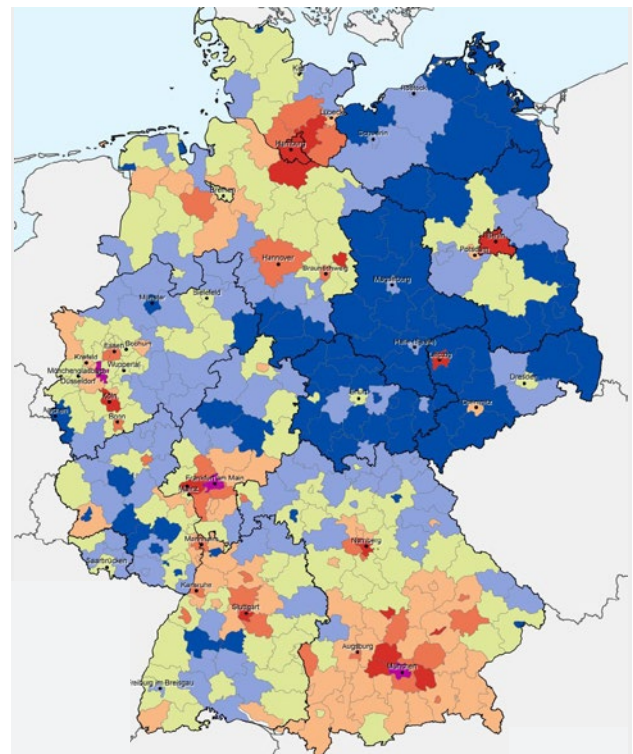 Kiel
Rostock
Lübeck
Schwerin
Hamburg
Bremen
Berlin
Potsdam
Hannover
Braunschweig
Magdeburg
Bielefeld
Münster
Halle (Saale)
Leipzig
Essen
Bochum
Krefeld
Wuppertal
Mönchengladbach
Düsseldorf
Köln
Bonn
Aachen
Erfurt
Dresden
Chemnitz
Frankfurt am Main
Mainz
Mannheim
Nürnberg
Saarbrücken
Karlsruhe
Stuttgart
Augsburg
München
Freiburg im Breisgau